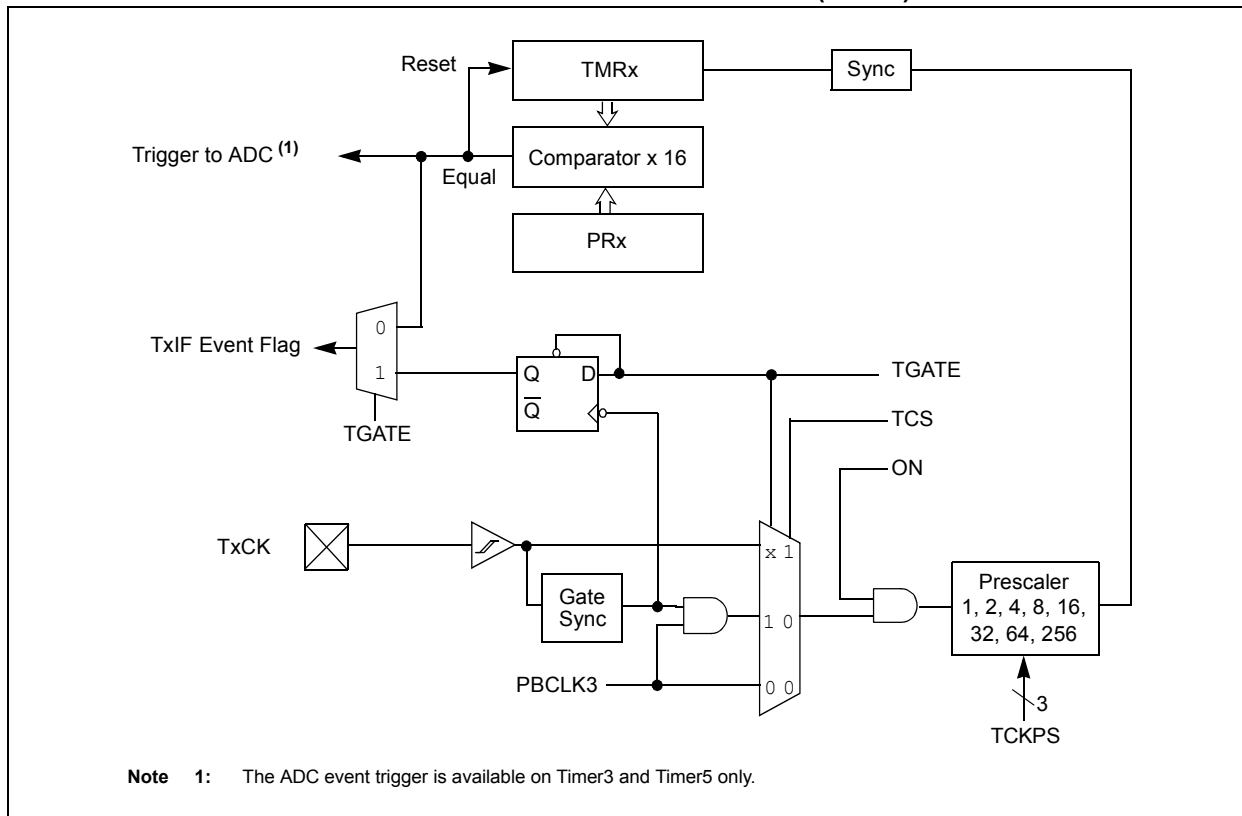 Reset
TMRx
Sync
Trigger to ADC (1)
Equal
Comparator x 16
PRx
0
TxIF Event Flag
1
TGATE
Q D
Q
TGATE
TCS
ON
TxCK
x 1
Gate
Sync
1 0
Prescaler
1, 2, 4, 8, 16,
32, 64, 256
PBCLK3
0 0
3
TCKPS
Note 1: The ADC event trigger is available on Timer3 and Timer5 only.